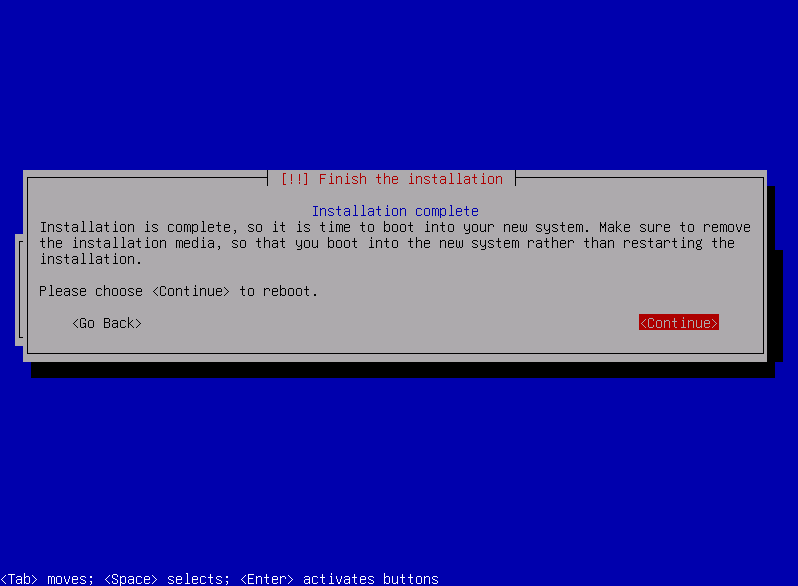 [!!] Finish the installation
Installation complete
Installation is complete, so it is time to boot into your new system. Make sure to remove
the installation media, so that you boot into the new system rather than restarting the
installation.
Please choose <Continue> to reboot.
<Go Back> <Continue>
<Tab> moves; <Space> selects; <Enter> activates buttons